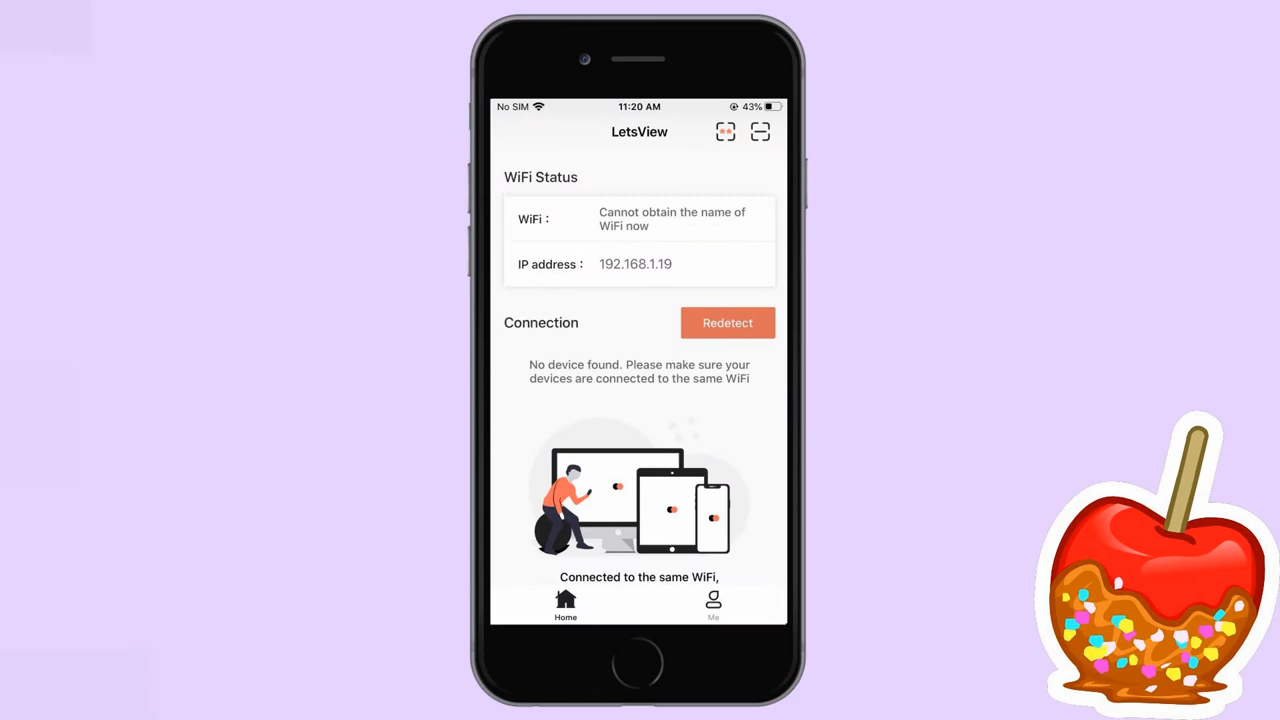 No SIM 11:20 AM 43%
LetsView
WiFi Status
WiFi : Cannot obtain the name of
WiFi now
IP address : 192.168.1.19
Connection Redetect
No device found. Please make sure your
devices are connected to the same WiFi
Connected to the same WiFi,
Home Me